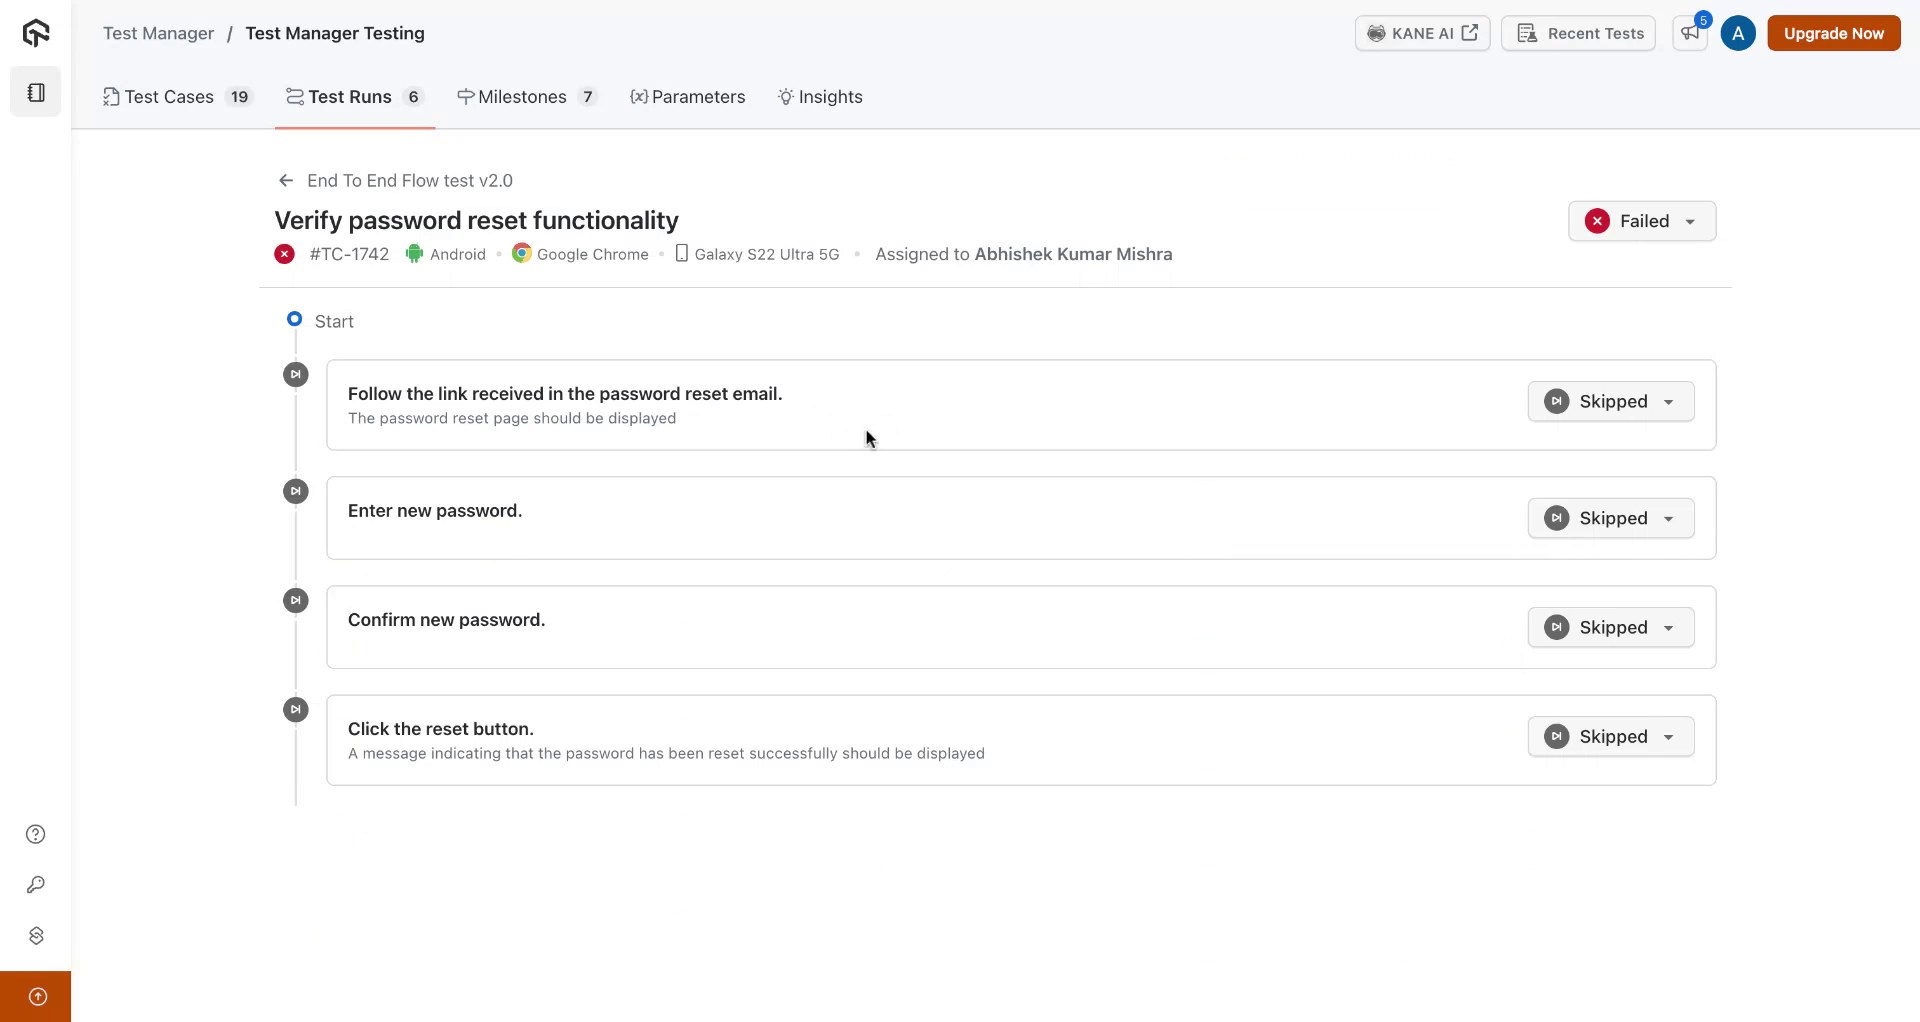 Test Manager / Test Manager Testing
KANE AI
Recent Tests
5
A
Upgrade Now
Test Cases 19
Test Runs 6
Milestones 7
{x} Parameters
Insights
End To End Flow test v2.0
Verify password reset functionality
Failed
#TC-1742 Android • Google Chrome • Galaxy S22 Ultra 5G • Assigned to Abhishek Kumar Mishra
Start
Follow the link received in the password reset email.
The password reset page should be displayed
Skipped
Enter new password.
Skipped
Confirm new password.
Skipped
Click the reset button.
A message indicating that the password has been reset successfully should be displayed
Skipped